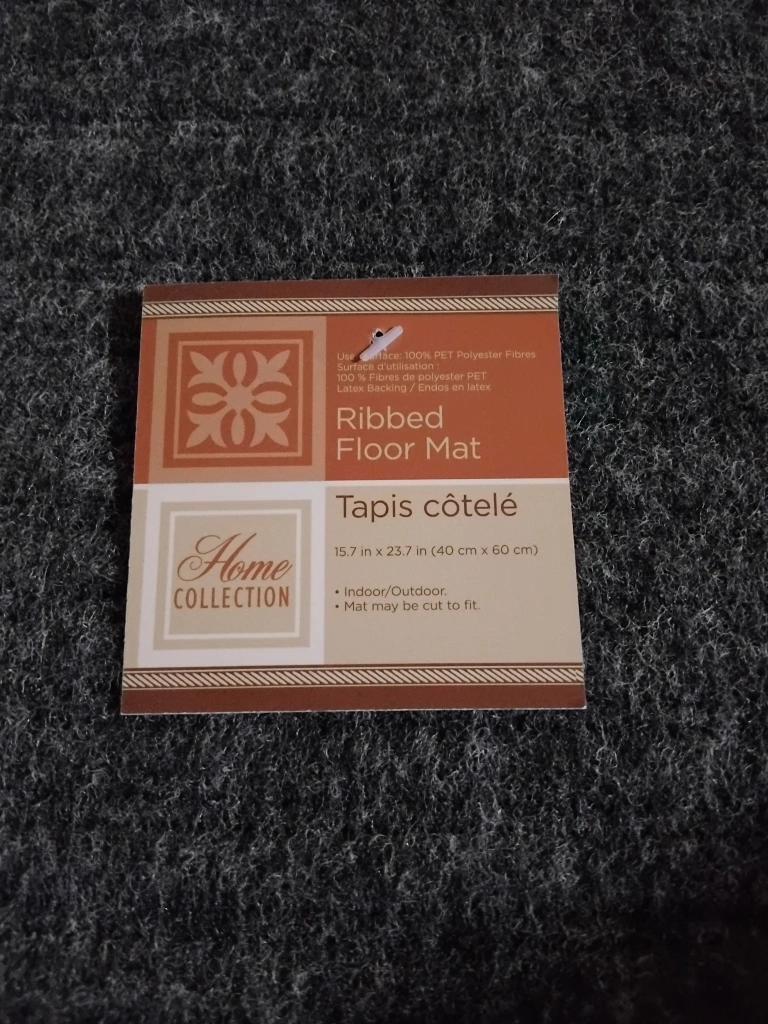 Use Surface: 100% PET Polyester Fibres
Surface d'utilisation :
100 % Fibres de polyester PET
Latex Backing / Endos en latex
Ribbed
Floor Mat
Tapis côtelé
15.7 in x 23.7 in (40 cm x 60 cm)
• Indoor/Outdoor.
• Mat may be cut to fit.
Home
COLLECTION